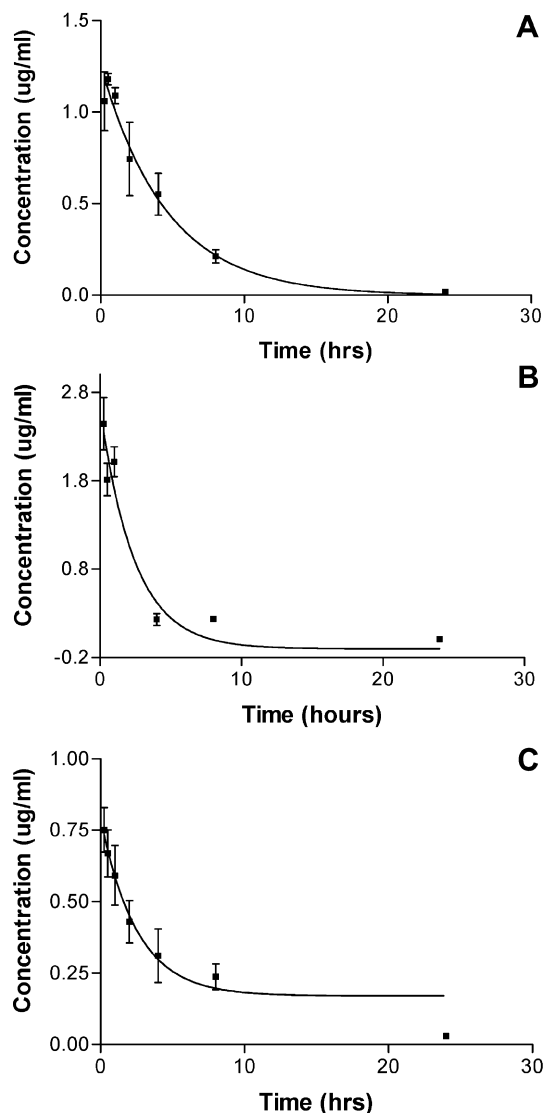 A
Concentration (ug/ml)
1.5
1.0
0.5
0.0
0 10 20 30
Time (hrs)
B
Concentration (ug/ml)
2.8
1.8
0.8
-0.2
0 10 20 30
Time (hours)
C
Concentration (ug/ml)
1.00
0.75
0.50
0.25
0.00
0 10 20 30
Time (hrs)